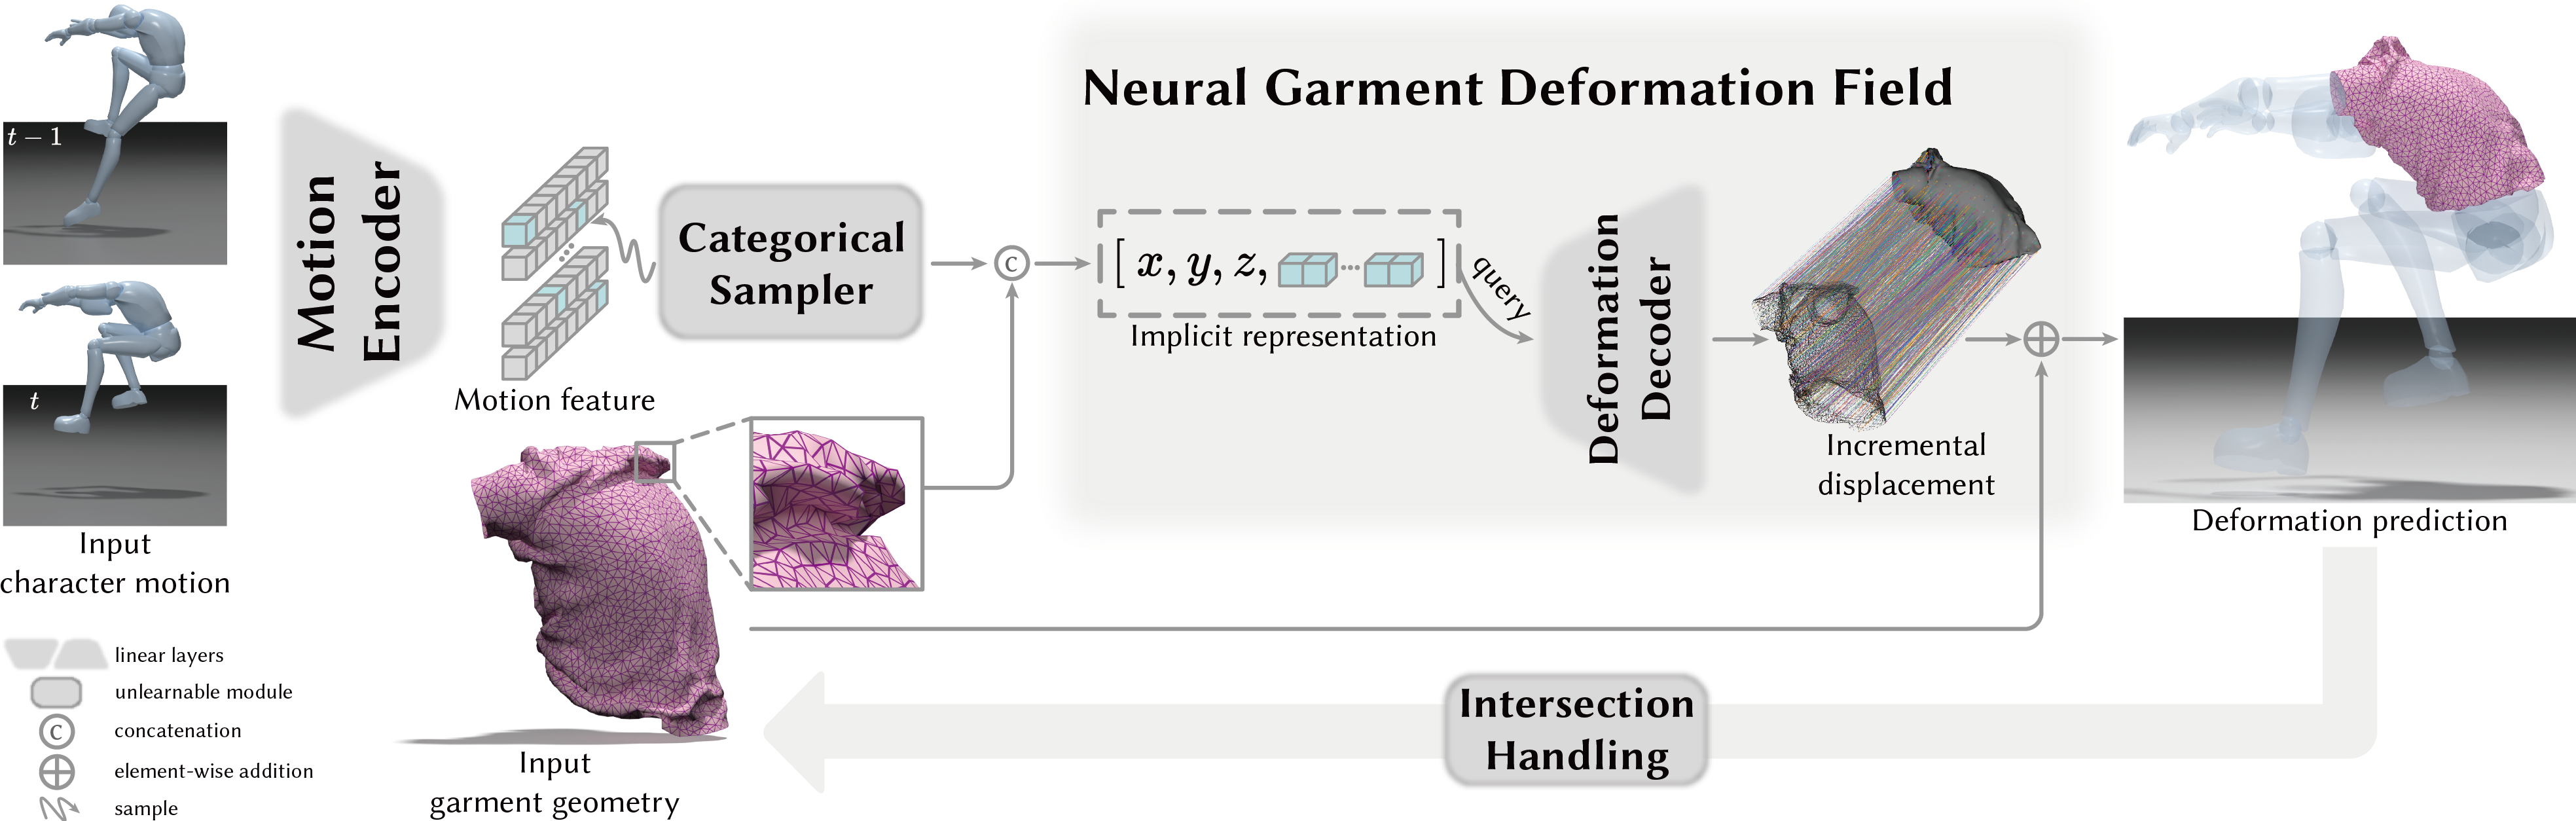 t − 1
t
Input
character motion
Motion
Encoder
Motion feature
Categorical
Sampler
C
Neural Garment Deformation Field
[ x, y, z, ... ]
Implicit representation
query
Deformation
Decoder
Incremental
displacement
Deformation prediction
Input
garment geometry
Intersection
Handling
linear layers
unlearnable module
C
concatenation
element-wise addition
sample